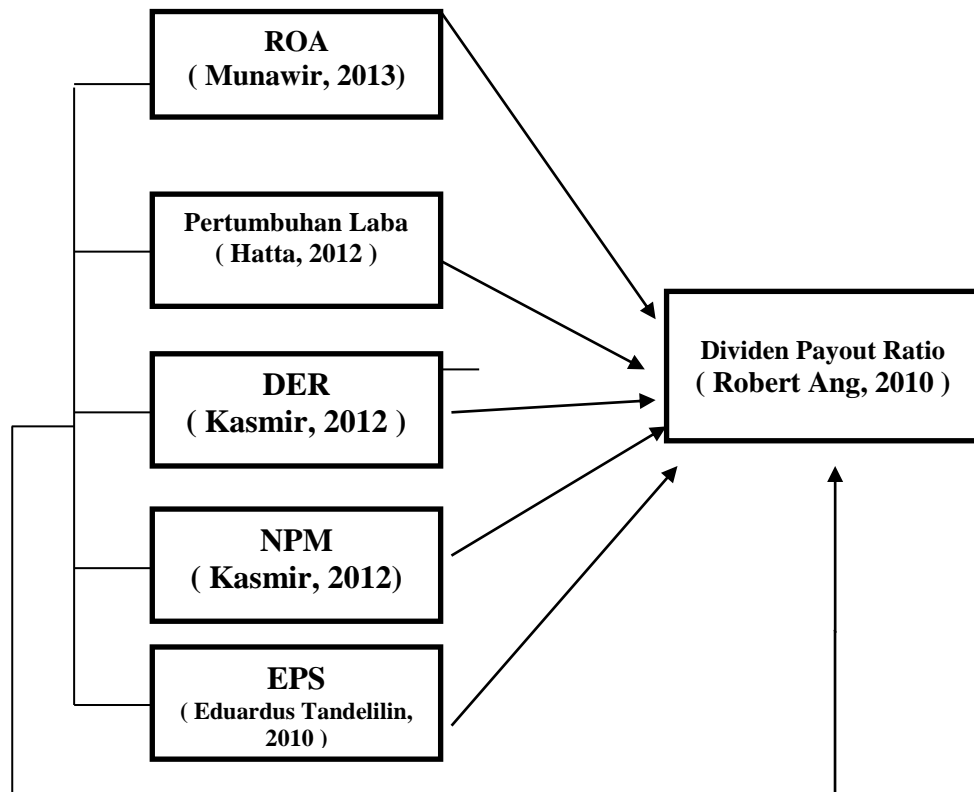 ROA
( Munawir, 2013)
Pertumbuhan Laba
( Hatta, 2012 )
DER
( Kasmir, 2012 )
NPM
( Kasmir, 2012)
EPS
( Eduardus Tandelilin,
2010 )
Dividen Payout Ratio
( Robert Ang, 2010 )